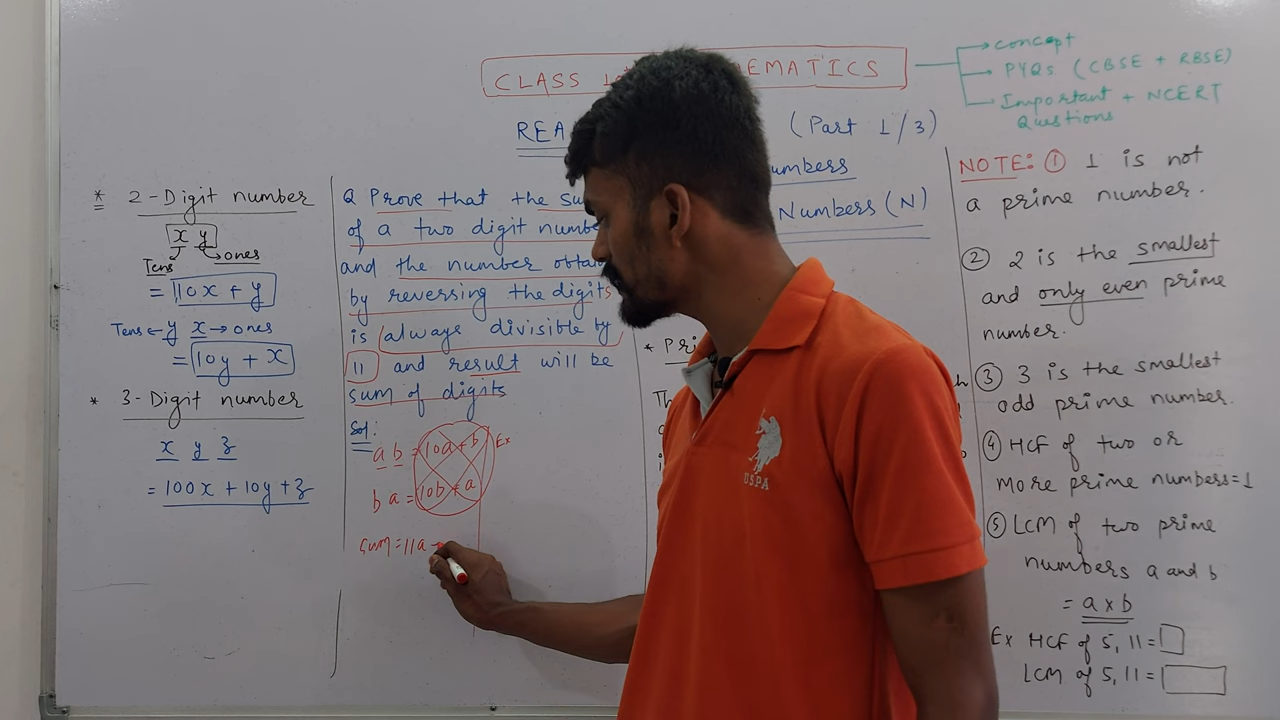 CLASS 10 EMATICS
concept
PYQs (CBSE + RBSE)
Important + NCERT
Questions
REA (Part 1/3)
umbers
Numbers (N)
* 2-Digit number
x y
Tens ones
= 10x + y
Tens y x ones
= 10y + x
* 3-Digit number
x y z
= 100x + 10y + z
Q Prove that the su
of a two digit numbe
and the number obtai
by reversing the digits
is always divisible by
11 and result will be
sum of digits
Sol:
a b = 10a + b Ex
b a = 10b + a
Sum = 11a +
* Pri
Th
NOTE: ① 1 is not
a prime number.
② 2 is the smallest
and only even prime
number.
③ 3 is the smallest
odd prime number.
④ HCF of two or
more prime numbers = 1
⑤ LCM of two prime
numbers a and b
= a x b
Ex HCF of 5, 11 =
LCM of 5, 11 =
USPA